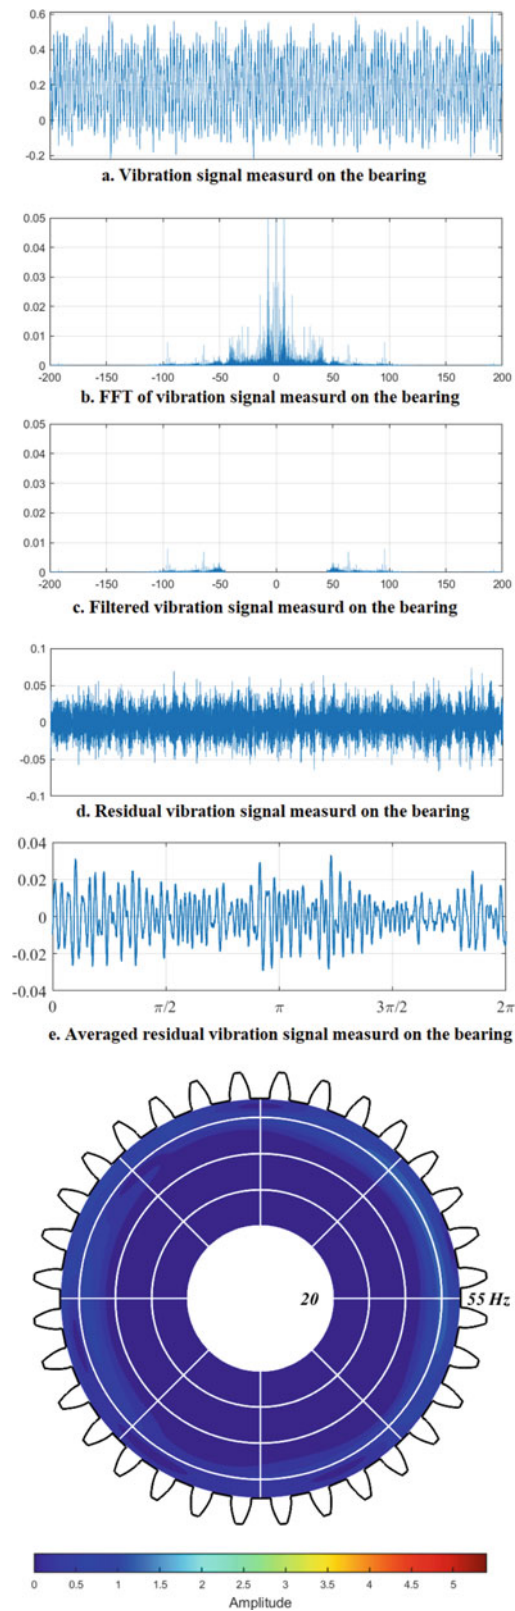 0.6
0.4
0.2
0
-0.2
a. Vibration signal measurd on the bearing
0.05
0.04
0.03
0.02
0.01
0
-200 -150 -100 -50 0 50 100 150 200
b. FFT of vibration signal measurd on the bearing
0.05
0.04
0.03
0.02
0.01
0
-200 -150 -100 -50 0 50 100 150 200
c. Filtered vibration signal measurd on the bearing
0.1
0.05
0
-0.05
-0.1
d. Residual vibration signal measurd on the bearing
0.04
0.02
0
-0.02
-0.04
0 π/2 π 3π/2 2π
e. Averaged residual vibration signal measurd on the bearing
20 55 Hz
0 0.5 1 1.5 2 2.5 3 3.5 4 4.5 5
Amplitude